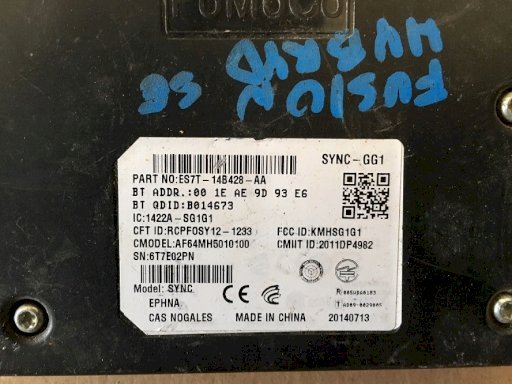 FoMoCo
FUSION
HYBRYD
SE
SYNC-GG1
PART NO:ES7T-14B428-AA
BT ADDR.:00 1E AE 9D 93 E6
BT QDID:B014673
IC:1422A-SG1G1
CFT ID:RCPFOSY12-1233 FCC ID:KMHSG1G1
CMODEL:AF64MH5010100 CMIIT ID:2011DP4982
SN:6T7E02PN
Model: SYNC
EPHNA
CAS NOGALES MADE IN CHINA 20140713